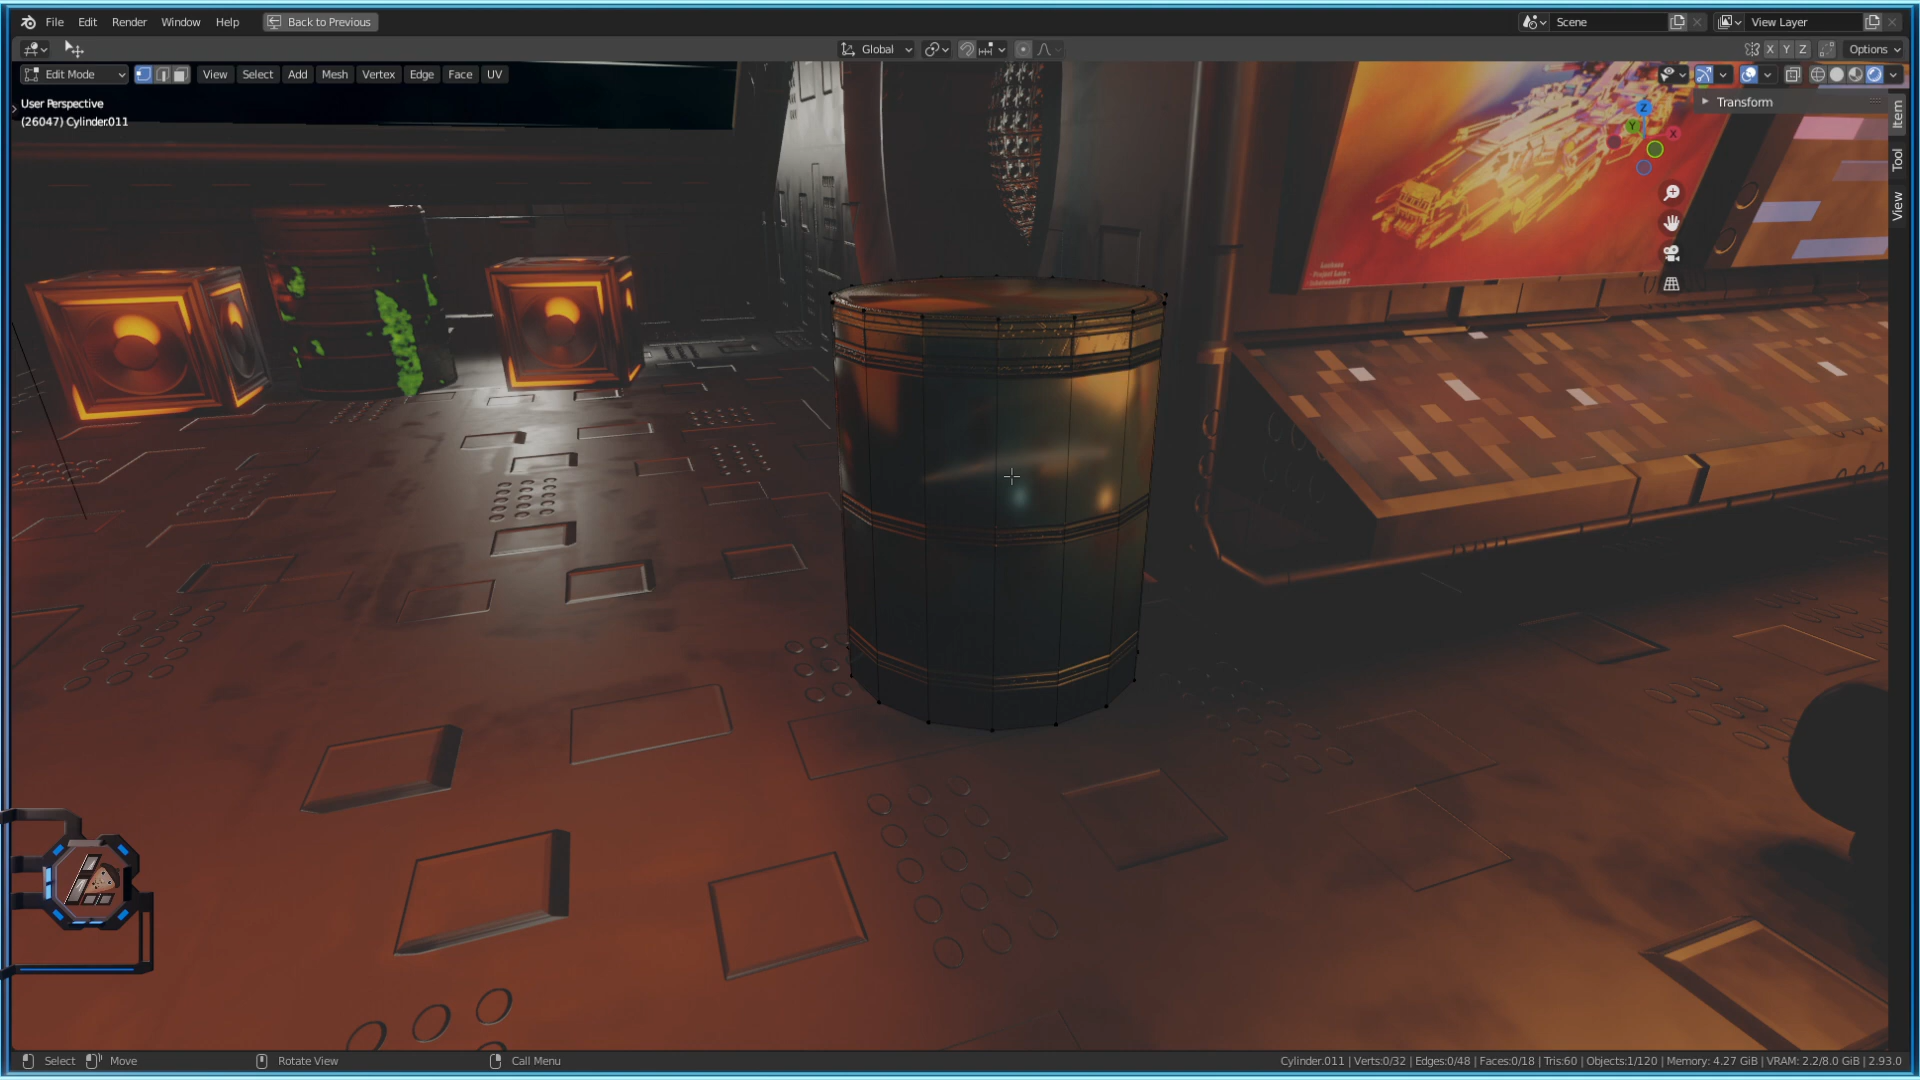 File Edit Render Window Help Back to Previous Scene View Layer
Global X Y Z Options
Edit Mode View Select Add Mesh Vertex Edge Face UV
User Perspective
(26047) Cylinder.011
Transform
Item
Tool
View
Z
Y
X
Select Move Rotate View Call Menu Cylinder.011 | Verts:0/32 | Edges:0/48 | Faces:0/18 | Tris:60 | Objects:1/120 | Memory: 4.27 GiB | VRAM: 2.2/8.0 GiB | 2.93.0